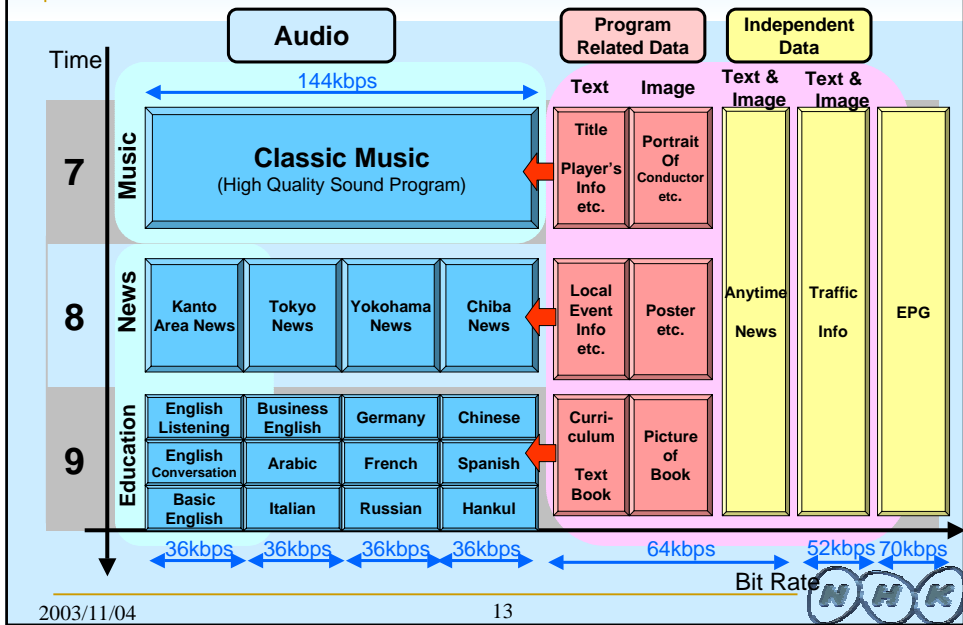 Audio
Program
Related Data
Independent
Data
Time
144kbps
Text
Image
Text &
Image
Text &
Image
7
Music
Classic Music
(High Quality Sound Program)
Title
Player's
Info
etc.
Portrait
Of
Conductor
etc.
8
News
Kanto
Area News
Tokyo
News
Yokohama
News
Chiba
News
Local
Event
Info
etc.
Poster
etc.
Anytime
News
Traffic
Info
EPG
9
Education
English
Listening
Business
English
Germany
Chinese
English
Conversation
Arabic
French
Spanish
Basic
English
Italian
Russian
Hankul
Curri-
culum
Text
Book
Picture
of
Book
36kbps
36kbps
36kbps
36kbps
64kbps
52kbps
70kbps
Bit Rate
2003/11/04
13
NHK